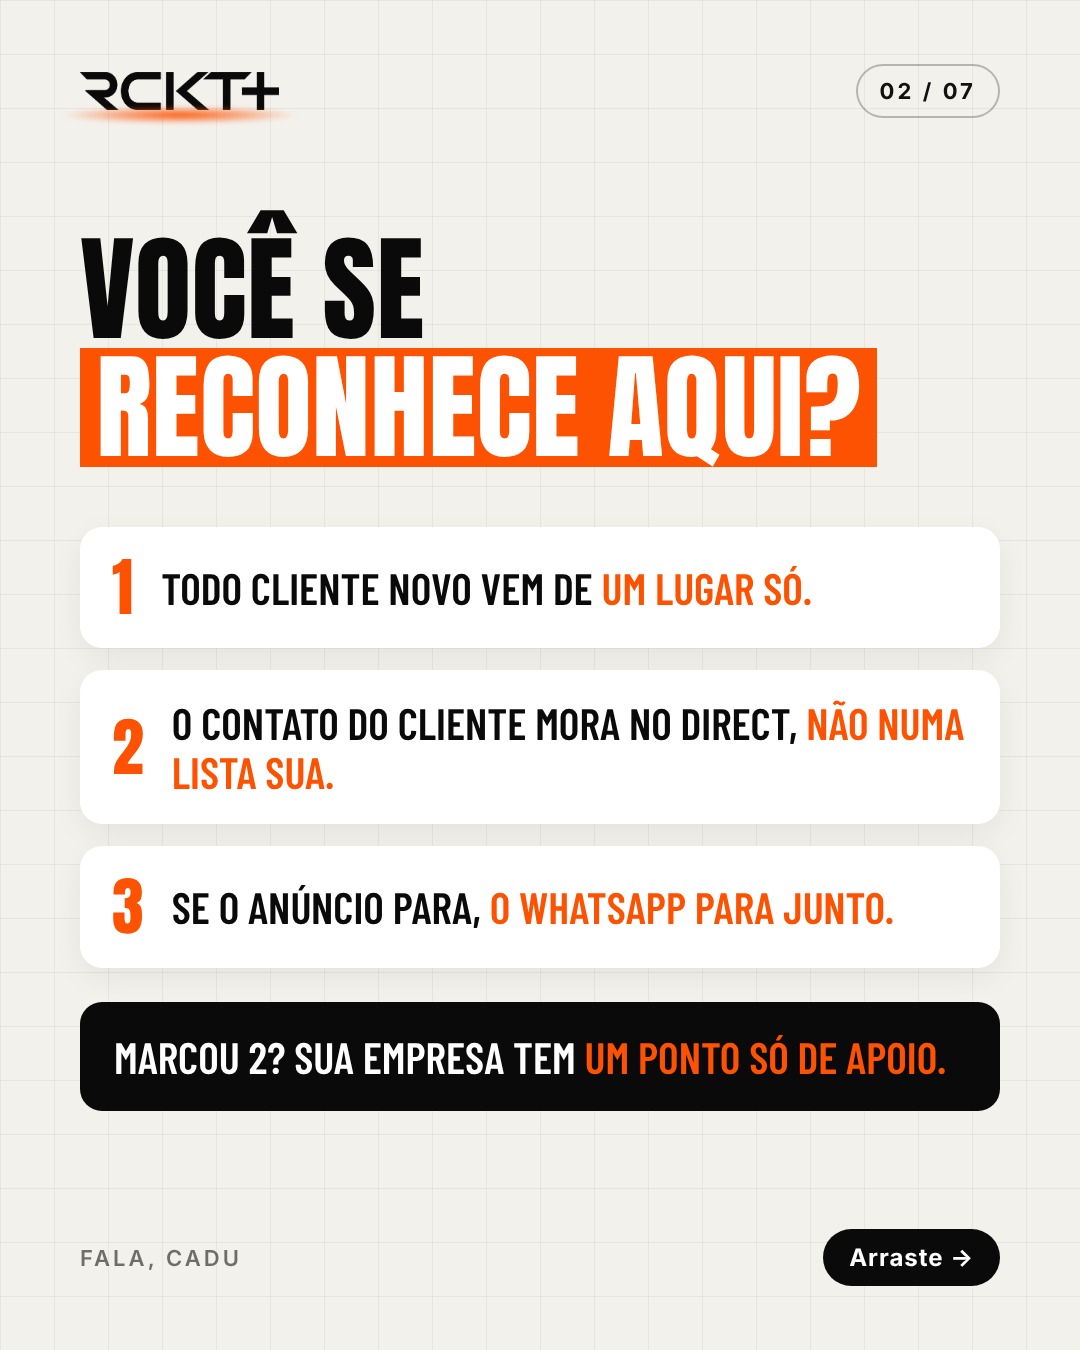 RCKT+
02 / 07
VOCÊ SE
RECONHECE AQUI?
1 TODO CLIENTE NOVO VEM DE UM LUGAR SÓ.
2 O CONTATO DO CLIENTE MORA NO DIRECT, NÃO NUMA
LISTA SUA.
3 SE O ANÚNCIO PARA, O WHATSAPP PARA JUNTO.
MARCOU 2? SUA EMPRESA TEM UM PONTO SÓ DE APOIO.
FALA, CADU
Arraste →